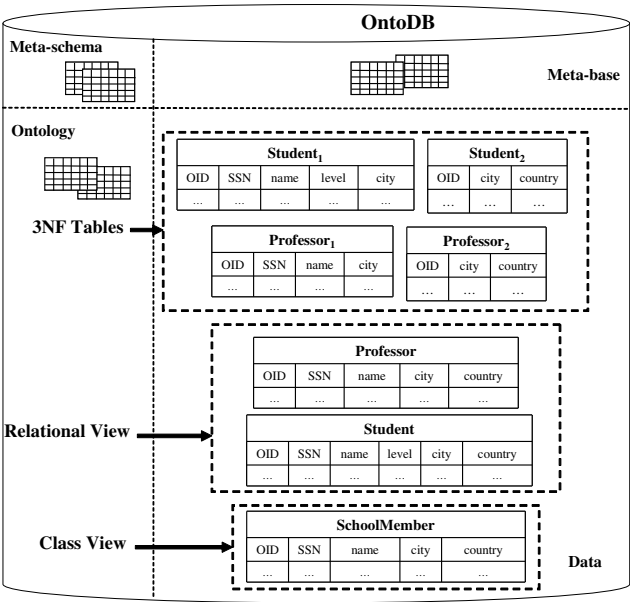 OntoDB
Meta-schema
Meta-base
Ontology
Student1
OID SSN name level city
... ... ... ... ...
Student2
OID city country
... ... ...
3NF Tables
Professor1
OID SSN name city
... ... ... ...
Professor2
OID city country
... ... ...
Professor
OID SSN name city country
... ... ... ... ...
Relational View
Student
OID SSN name level city country
... ... ... ... ... ...
Class View
SchoolMember
OID SSN name city country
... ... ... ... ...
Data